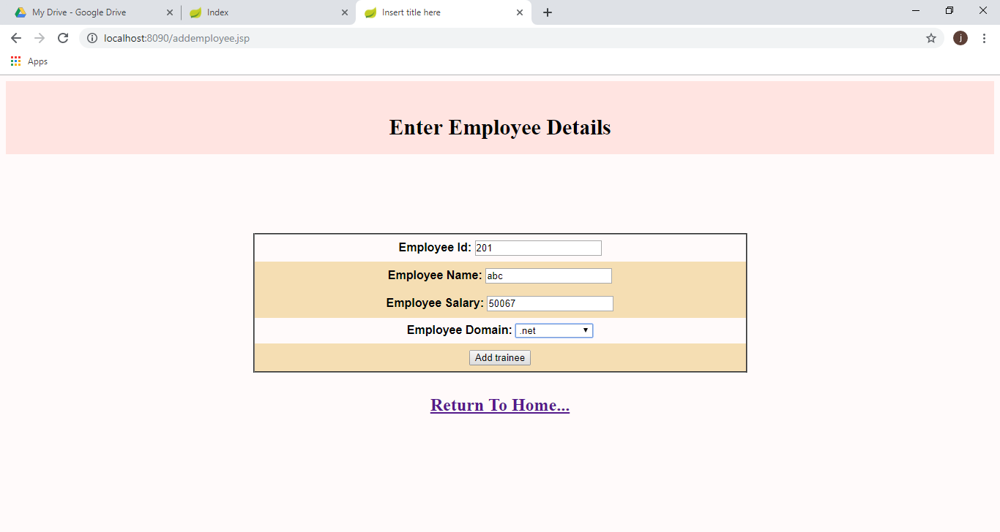 My Drive - Google Drive
Index
Insert title here
localhost:8090/addemployee.jsp
j
Apps
Enter Employee Details
Employee Id: 201
Employee Name: abc
Employee Salary: 50067
Employee Domain: .net
Add trainee
Return To Home...